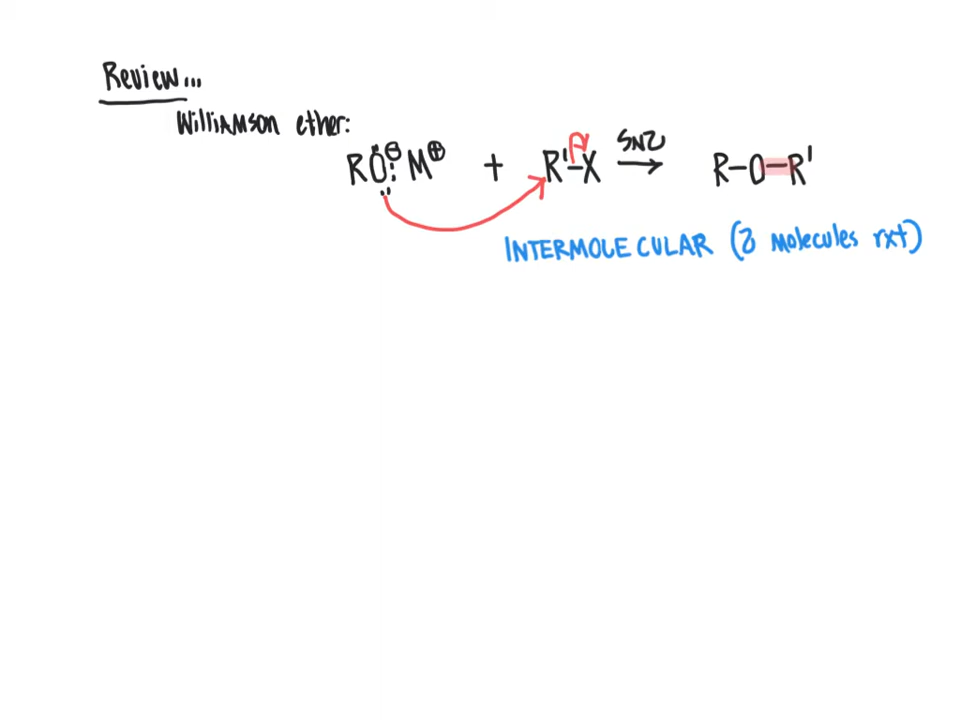 Review...
Williamson ether:
RO⊖ M⊕ + R'–X SN2 → R–O–R'
INTERMOLECULAR (2 molecules rxt)